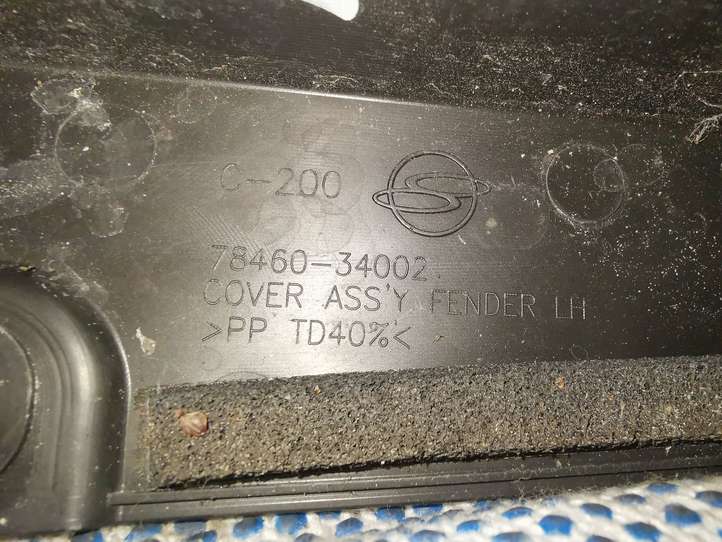 C-200
78460-34002
COVER ASS'Y FENDER LH
>PP TD40%<